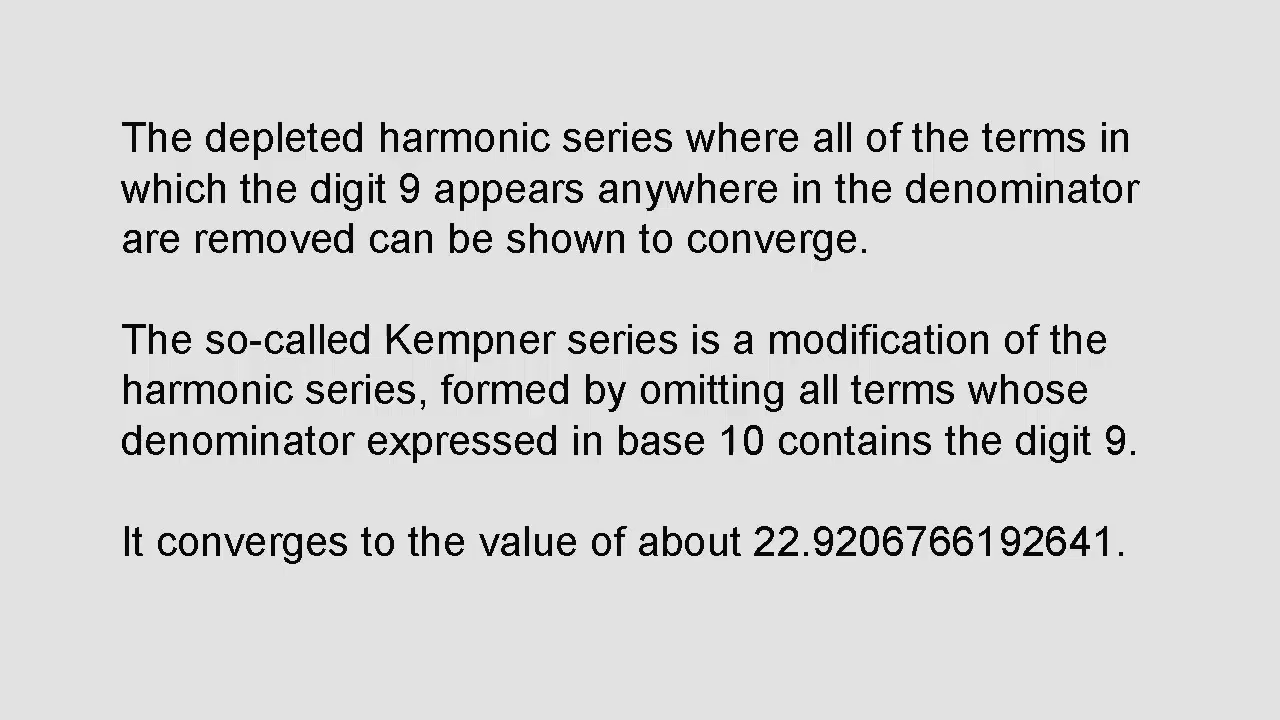 The depleted harmonic series where all of the terms in
which the digit 9 appears anywhere in the denominator
are removed can be shown to converge.
The so-called Kempner series is a modification of the
harmonic series, formed by omitting all terms whose
denominator expressed in base 10 contains the digit 9.
It converges to the value of about 22.9206766192641.